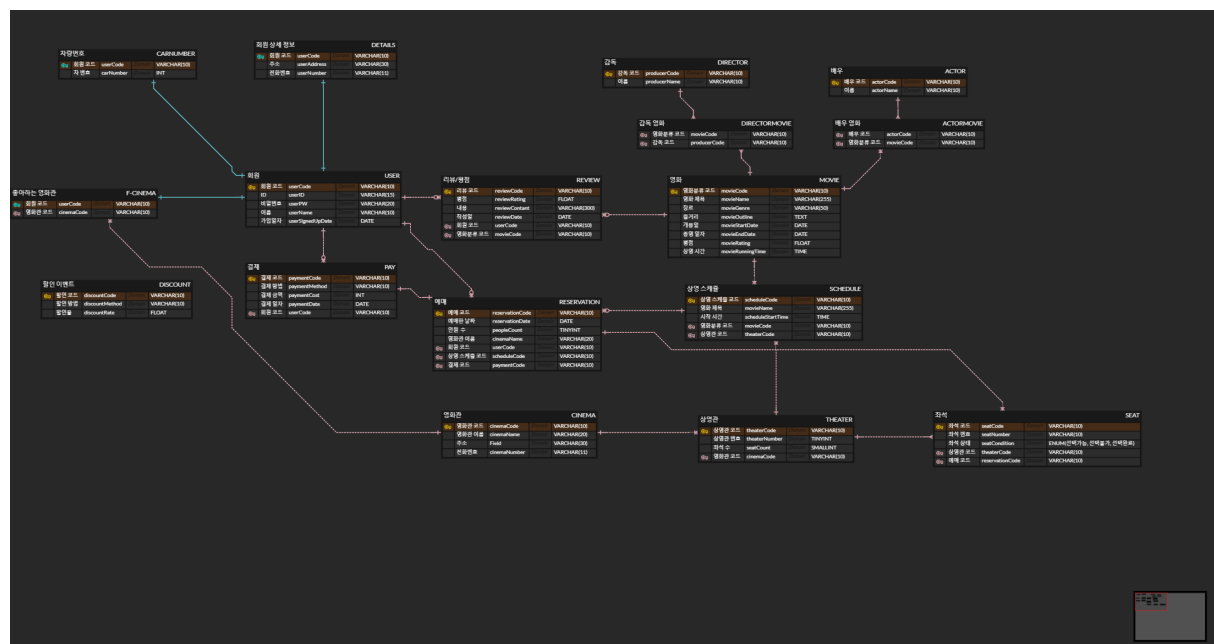 차량번호 CARNUMBER
회원 코드 userCode VARCHAR(10)
차 번호 carNumber INT
회원 상세 정보 DETAILS
회원 코드 userCode VARCHAR(10)
주소 userAddress VARCHAR(30)
전화번호 userNumber VARCHAR(11)
감독 DIRECTOR
감독 코드 producerCode VARCHAR(10)
이름 producerName VARCHAR(10)
배우 ACTOR
배우 코드 actorCode VARCHAR(10)
이름 actorName VARCHAR(10)
감독 영화 DIRECTORMOVIE
영화분류 코드 movieCode VARCHAR(10)
감독 코드 producerCode VARCHAR(10)
배우 영화 ACTORMOVIE
배우 코드 actorCode VARCHAR(10)
영화분류 코드 movieCode VARCHAR(10)
좋아하는 영화관 F-CINEMA
회원 코드 userCode VARCHAR(10)
영화관 코드 cinemaCode VARCHAR(10)
회원 USER
회원 코드 userCode VARCHAR(10)
ID userID VARCHAR(15)
비밀번호 userPW VARCHAR(20)
이름 userName VARCHAR(10)
가입일자 userSignedUpDate DATE
리뷰/평점 REVIEW
리뷰 코드 reviewCode VARCHAR(10)
평점 reviewRating FLOAT
내용 reviewContant VARCHAR(300)
작성일 reviewDate DATE
회원 코드 userCode VARCHAR(10)
영화분류 코드 movieCode VARCHAR(10)
영화 MOVIE
영화분류 코드 movieCode VARCHAR(10)
영화 제목 movieName VARCHAR(255)
장르 movieGenre VARCHAR(50)
줄거리 movieOutline TEXT
개봉일 movieStartDate DATE
종영 일자 movieEndDate DATE
평점 movieRating FLOAT
상영 시간 movieRunningTime TIME
할인 이벤트 DISCOUNT
할인 코드 discountCode VARCHAR(10)
할인 방법 discountMethod VARCHAR(10)
할인율 discountRate FLOAT
결제 PAY
결제 코드 paymentCode VARCHAR(10)
결제 방법 paymentMethod VARCHAR(10)
결제 금액 paymentCost INT
결제 일자 paymentDate DATE
회원 코드 userCode VARCHAR(10)
예매 RESERVATION
예매 코드 reservationCode VARCHAR(10)
예매한 날짜 reservationDate DATE
인원 수 peopleCount TINYINT
영화관 이름 cinemaName VARCHAR(20)
회원 코드 userCode VARCHAR(10)
상영 스케줄 코드 scheduleCode VARCHAR(10)
결제 코드 paymentCode VARCHAR(10)
상영 스케줄 SCHEDULE
상영 스케줄 코드 scheduleCode VARCHAR(10)
영화 제목 movieName VARCHAR(255)
시작 시간 scheduleStartTime TIME
영화분류 코드 movieCode VARCHAR(10)
상영관 코드 theaterCode VARCHAR(10)
영화관 CINEMA
영화관 코드 cinemaCode VARCHAR(10)
영화관 이름 cinemaName VARCHAR(20)
주소 Field VARCHAR(30)
전화번호 cinemaNumber VARCHAR(11)
상영관 THEATER
상영관 코드 theaterCode VARCHAR(10)
상영관 번호 theaterNumber TINYINT
좌석 수 seatCount SMALLINT
영화관 코드 cinemaCode VARCHAR(10)
좌석 SEAT
좌석 코드 seatCode VARCHAR(10)
좌석 번호 seatNumber VARCHAR(10)
좌석 상태 seatCondition ENUM(선택가능, 선택불가, 선택완료)
상영관 코드 theaterCode VARCHAR(10)
예매 코드 reservationCode VARCHAR(10)